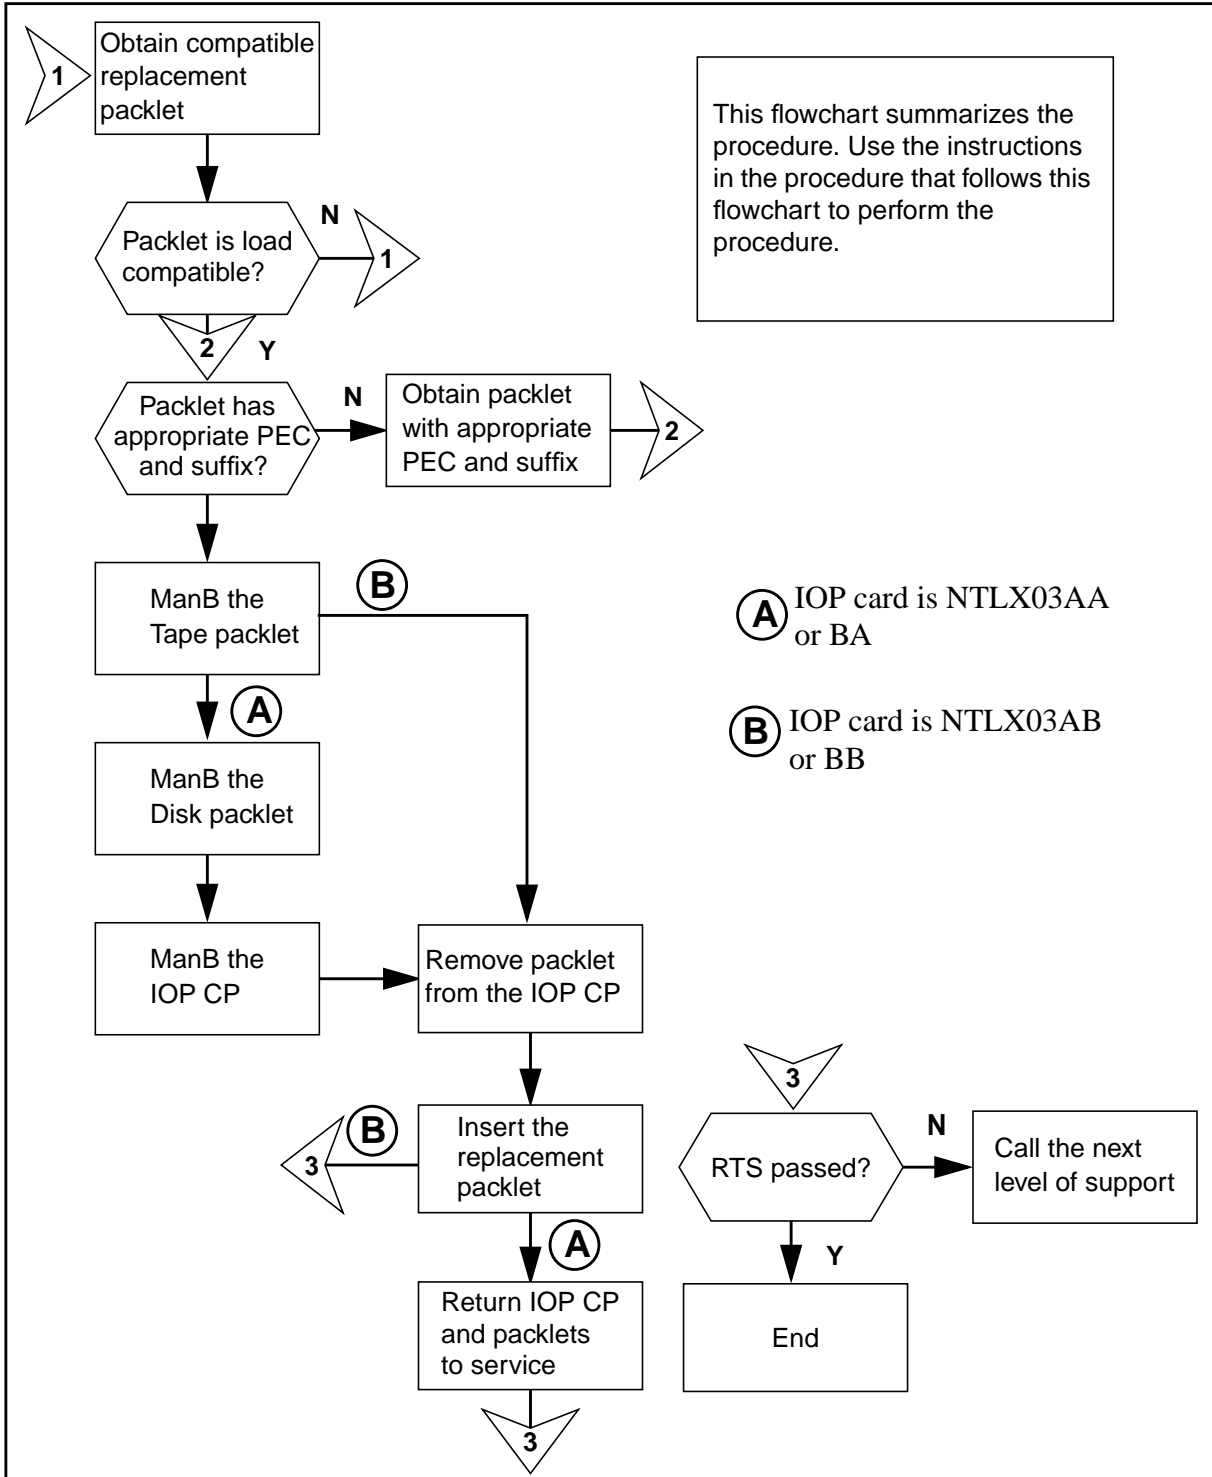 1
Obtain compatible
replacement
packlet
This flowchart summarizes the
procedure. Use the instructions
in the procedure that follows this
flowchart to perform the
procedure.
Packlet is load
compatible?
N
1
2
Y
Packlet has
appropriate PEC
and suffix?
N
Obtain packlet
with appropriate
PEC and suffix
2
ManB the
Tape packlet
B
A
IOP card is NTLX03AA
or BA
A
B
IOP card is NTLX03AB
or BB
ManB the
Disk packlet
ManB the
IOP CP
Remove packlet
from the IOP CP
Insert the
replacement
packlet
B
3
A
Return IOP CP
and packlets
to service
3
3
RTS passed?
N
Call the next
level of support
Y
End